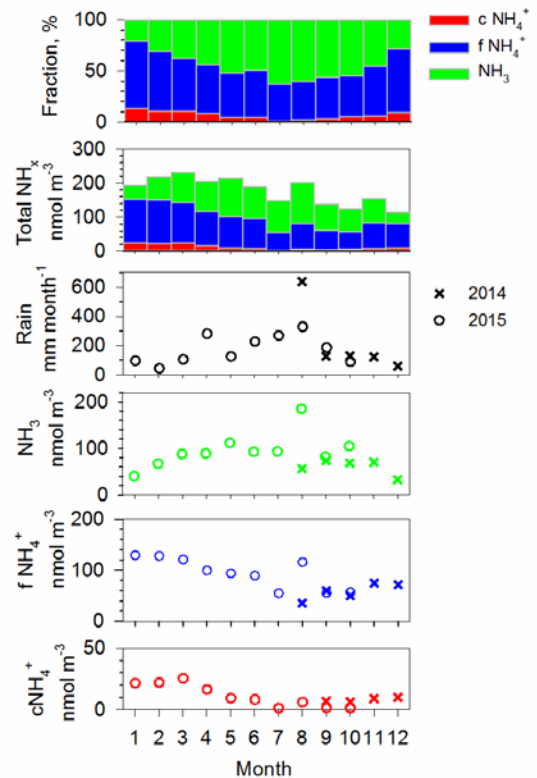 Fraction, %
100
50
0
c NH₄⁺
f NH₄⁺
NH₃
Total NHₓ
nmol m⁻³
300
200
100
0
Rain
mm month⁻¹
600
400
200
0
2014
2015
NH₃
nmol m⁻³
200
100
0
f NH₄⁺
nmol m⁻³
200
100
0
cNH₄⁺
nmol m⁻³
50
0
1 2 3 4 5 6 7 8 9 10 11 12
Month